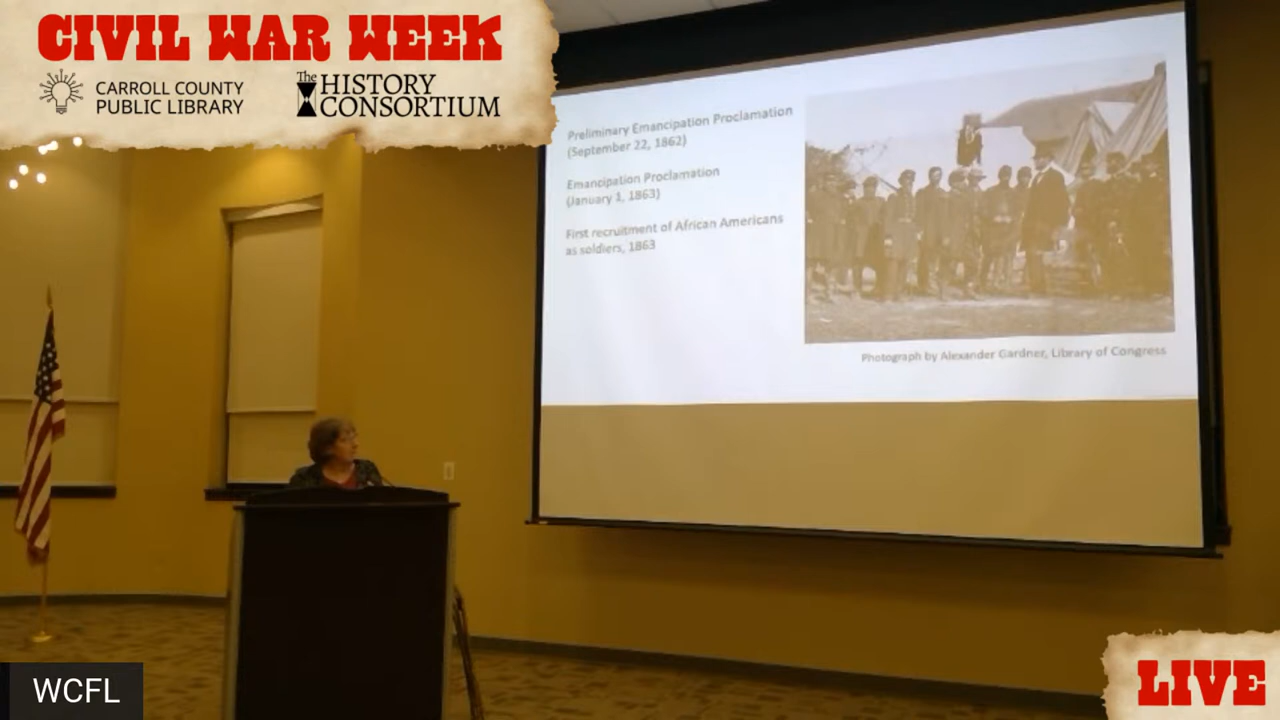 CIVIL WAR WEEK
CARROLL COUNTY
PUBLIC LIBRARY
The HISTORY
CONSORTIUM
Preliminary Emancipation Proclamation
(September 22, 1862)
Emancipation Proclamation
(January 1, 1863)
First recruitment of African Americans
as soldiers, 1863
Photograph by Alexander Gardner, Library of Congress
WCFL
LIVE